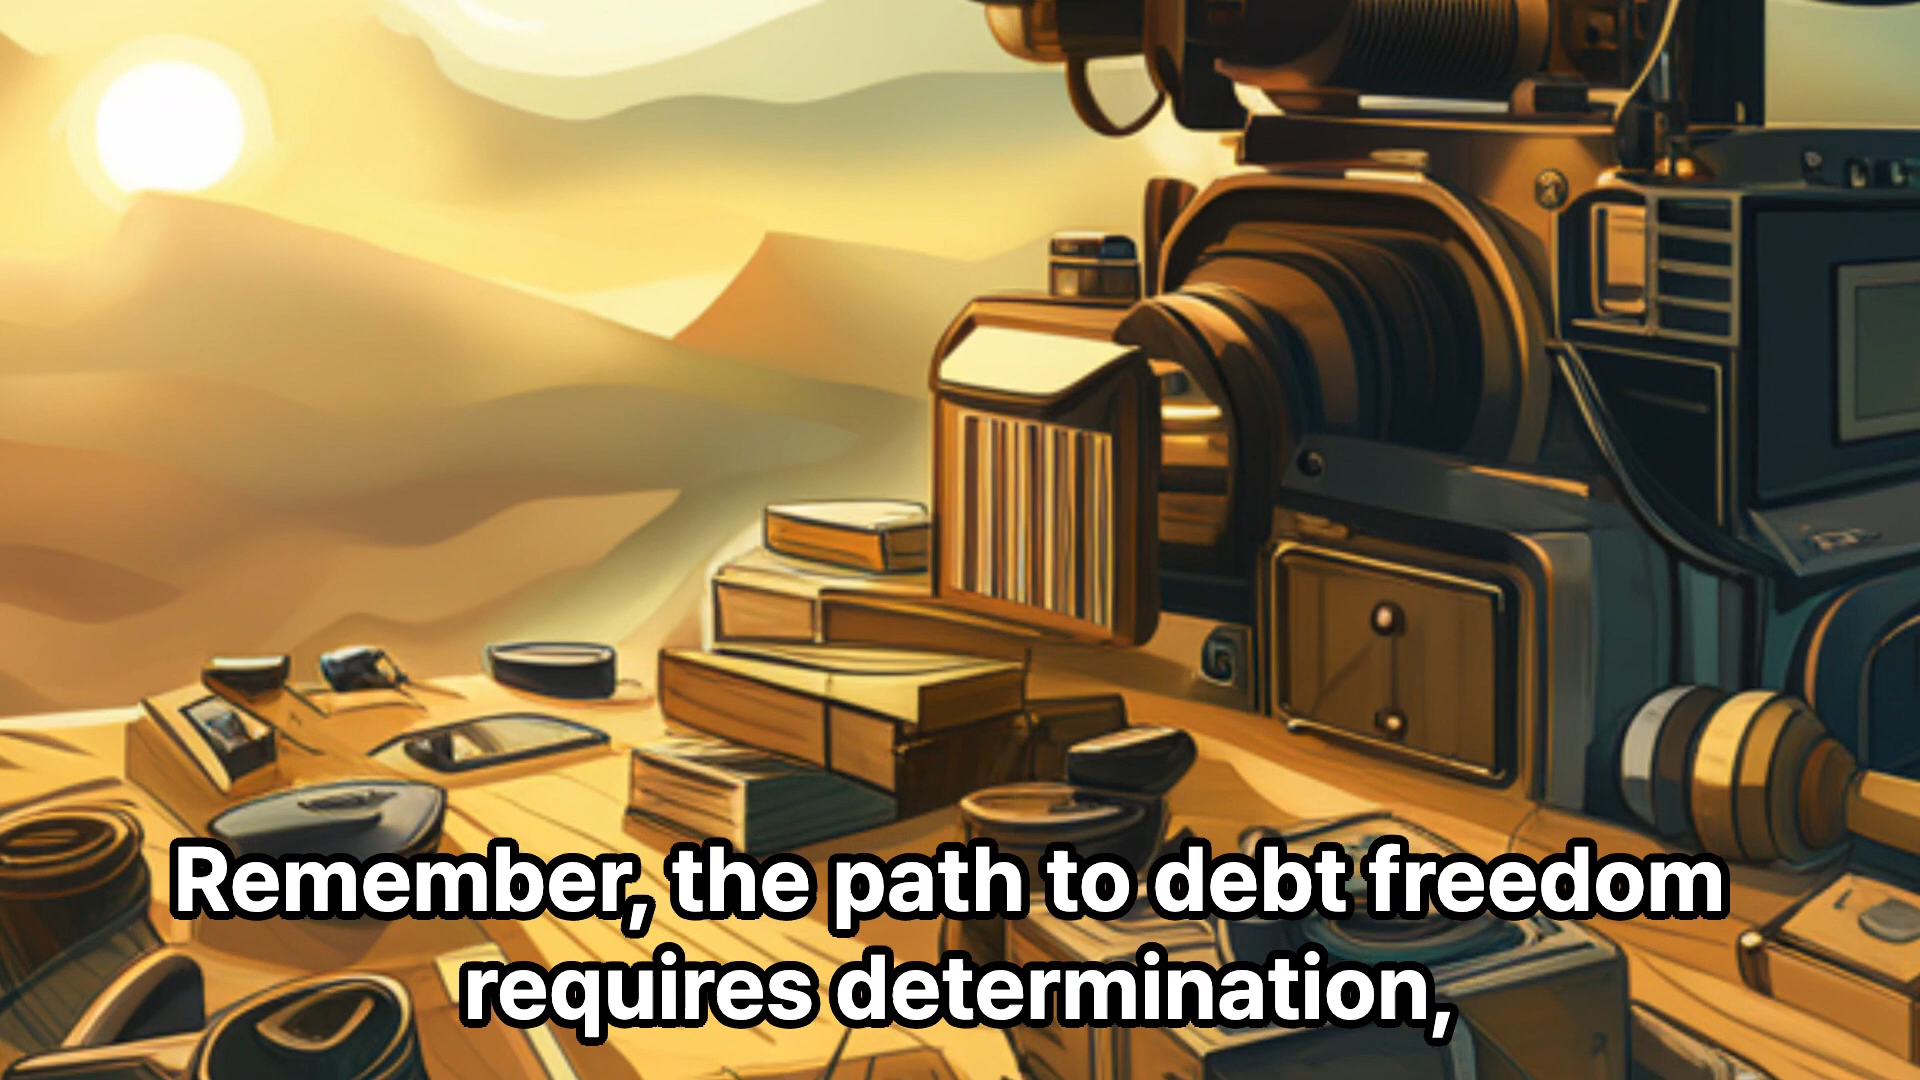 Remember, the path to debt freedom
requires determination,